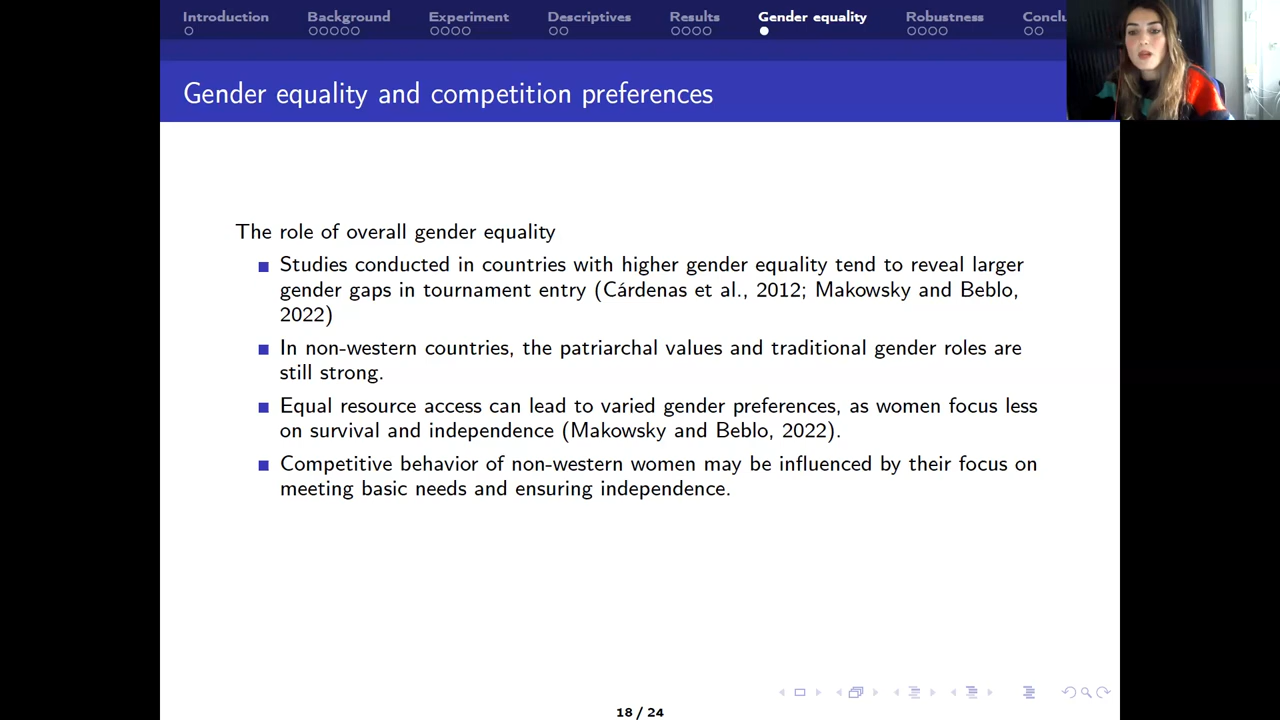 Introduction Background Experiment Descriptives Results Gender equality Robustness Conclu
Gender equality and competition preferences
The role of overall gender equality
Studies conducted in countries with higher gender equality tend to reveal larger
gender gaps in tournament entry (Cárdenas et al., 2012; Makowsky and Beblo,
2022)
In non-western countries, the patriarchal values and traditional gender roles are
still strong.
Equal resource access can lead to varied gender preferences, as women focus less
on survival and independence (Makowsky and Beblo, 2022).
Competitive behavior of non-western women may be influenced by their focus on
meeting basic needs and ensuring independence.
18 / 24